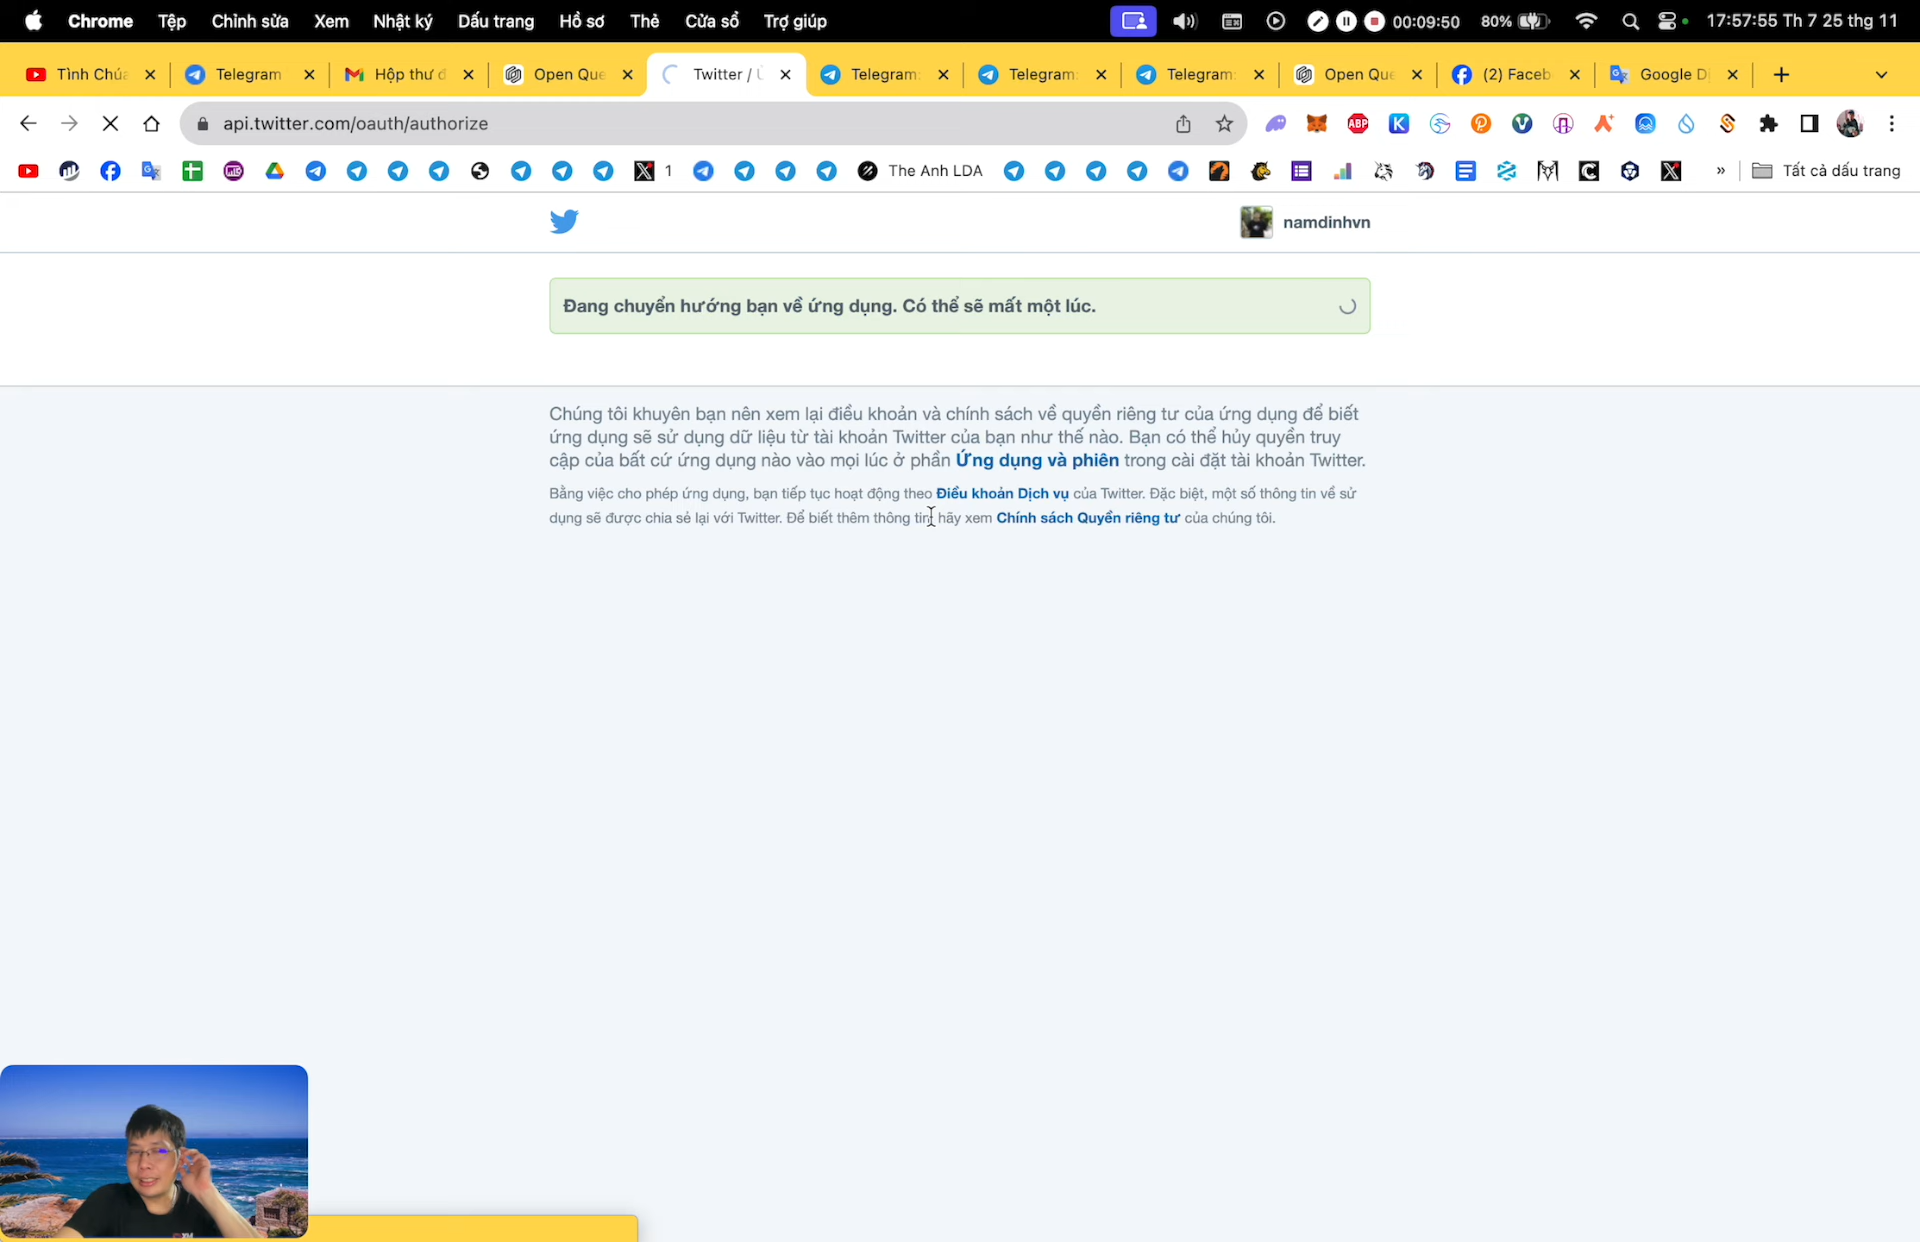 Chrome Tệp Chỉnh sửa Xem Nhật ký Dấu trang Hồ sơ Thẻ Cửa sổ Trợ giúp 00:09:50 80% 17:57:55 Th 7 25 thg 11
Tình Chúa Telegram Hộp thư đ Open Que Twitter / Ủ Telegram: Telegram: Telegram: Open Que (2) Faceb Google Dị
api.twitter.com/oauth/authorize ABP
1 The Anh LDA » Tất cả dấu trang
namdinhvn
Đang chuyển hướng bạn về ứng dụng. Có thể sẽ mất một lúc.
Chúng tôi khuyên bạn nên xem lại điều khoản và chính sách về quyền riêng tư của ứng dụng để biết
ứng dụng sẽ sử dụng dữ liệu từ tài khoản Twitter của bạn như thế nào. Bạn có thể hủy quyền truy
cập của bất cứ ứng dụng nào vào mọi lúc ở phần Ứng dụng và phiên trong cài đặt tài khoản Twitter.
Bằng việc cho phép ứng dụng, bạn tiếp tục hoạt động theo Điều khoản Dịch vụ của Twitter. Đặc biệt, một số thông tin về sử
dụng sẽ được chia sẻ lại với Twitter. Để biết thêm thông tin, hãy xem Chính sách Quyền riêng tư của chúng tôi.